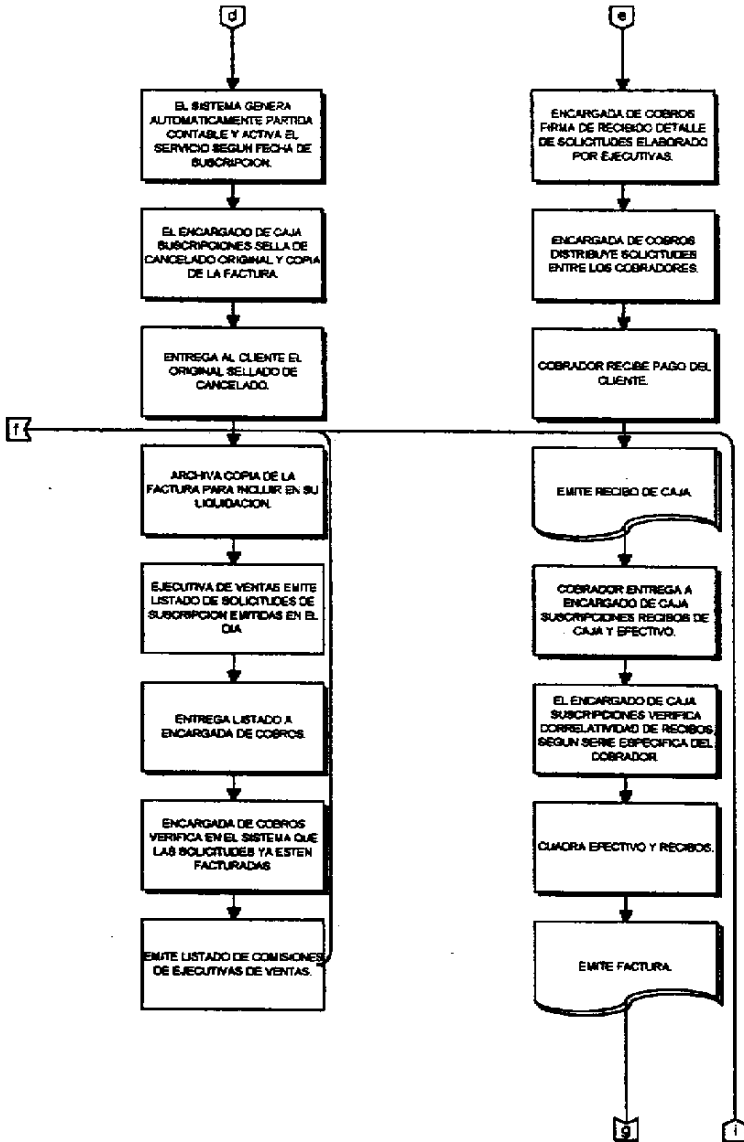 d
EL SISTEMA GENERA
AUTOMATICAMENTE PARTIDA
CONTABLE Y ACTIVA EL
SERVICIO SEGUN FECHA DE
SUSCRIPCION.
EL ENCARGADO DE CAJA
SUSCRIPCIONES SELLA DE
CANCELADO ORIGINAL Y COPIA
DE LA FACTURA.
ENTREGA AL CLIENTE EL
ORIGINAL SELLADO DE
CANCELADO.
f
ARCHIVA COPIA DE LA
FACTURA PARA INCLUIR EN SU
LIQUIDACION.
EJECUTIVA DE VENTAS EMITE
LISTADO DE SOLICITUDES DE
SUSCRIPCION EMITIDAS EN EL
DIA
ENTREGA LISTADO A
ENCARGADA DE COBROS.
ENCARGADA DE COBROS
VERIFICA EN EL SISTEMA QUE
LAS SOLICITUDES YA ESTEN
FACTURADAS
EMITE LISTADO DE COMISIONES
DE EJECUTIVAS DE VENTAS.
e
ENCARGADA DE COBROS
FIRMA DE RECIBIDO DETALLE
DE SOLICITUDES ELABORADO
POR EJECUTIVAS.
ENCARGADA DE COBROS
DISTRIBUYE SOLICITUDES
ENTRE LOS COBRADORES.
COBRADOR RECIBE PAGO DEL
CLIENTE.
EMITE RECIBO DE CAJA
COBRADOR ENTREGA A
ENCARGADO DE CAJA
SUSCRIPCIONES RECIBOS DE
CAJA Y EFECTIVO.
EL ENCARGADO DE CAJA
SUSCRIPCIONES VERIFICA
CORRELATIVIDAD DE RECIBOS
SEGUN SERIE ESPECIFICA DEL
COBRADOR.
CUADRA EFECTIVO Y RECIBOS.
EMITE FACTURA.
g